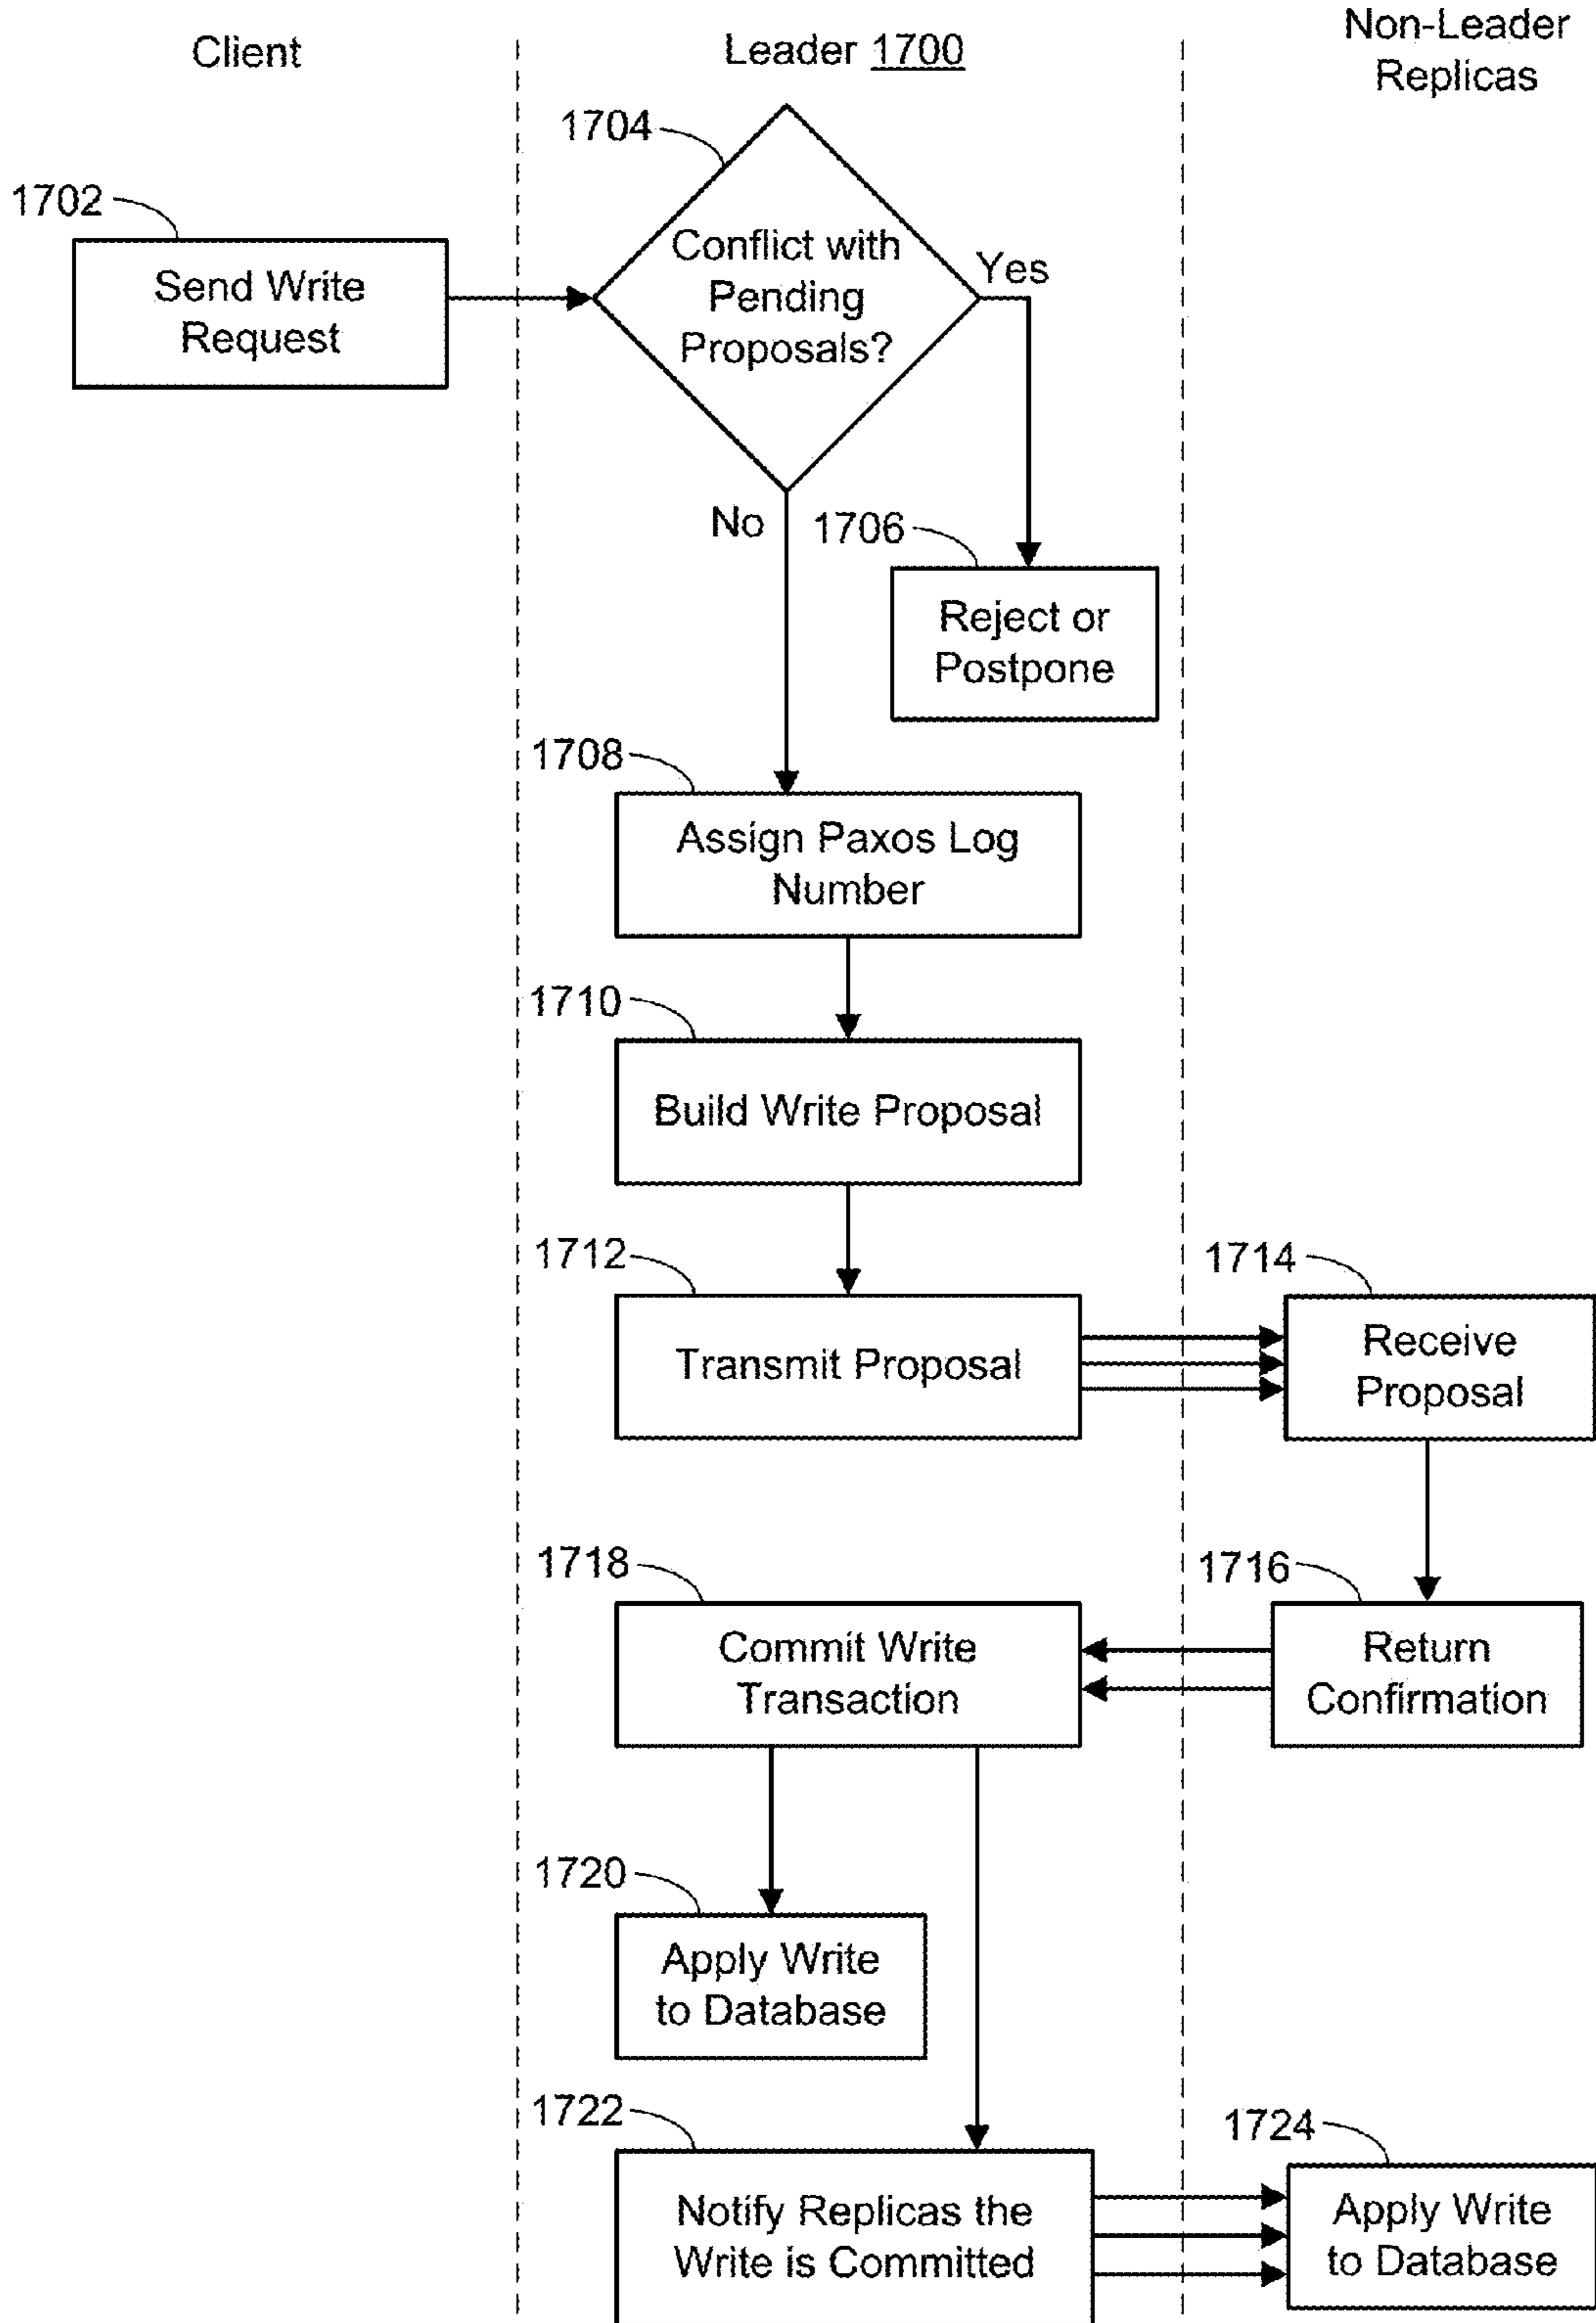 Client
Leader 1700
Non-Leader
Replicas
1702
Send Write
Request
1704
Conflict with
Pending
Proposals?
Yes
No
1706
Reject or
Postpone
1708
Assign Paxos Log
Number
1710
Build Write Proposal
1712
Transmit Proposal
1714
Receive
Proposal
1716
Return
Confirmation
1718
Commit Write
Transaction
1720
Apply Write
to Database
1722
Notify Replicas the
Write is Committed
1724
Apply Write
to Database